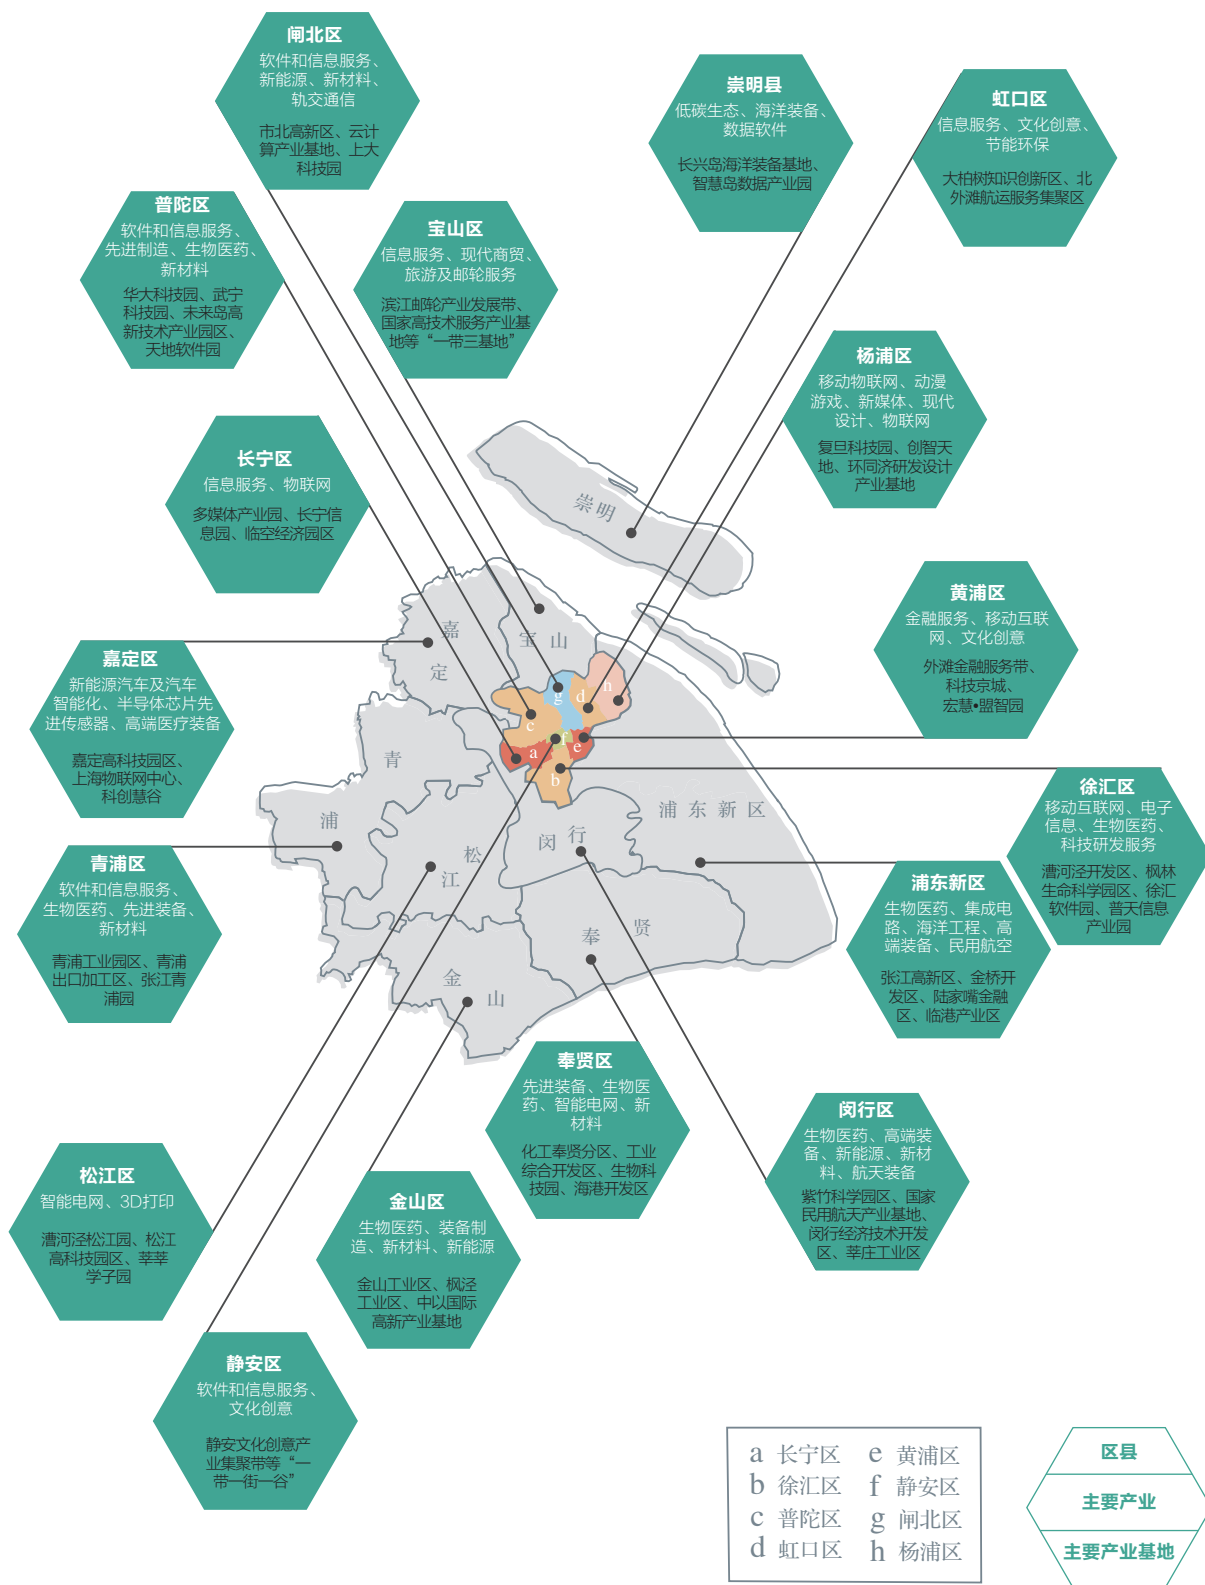 闸北区
软件和信息服务、
新能源、新材料、
轨交通信
市北高新区、云计
算产业基地、上大
科技园
崇明县
低碳生态、海洋装备、
数据软件
长兴岛海洋装备基地、
智慧岛数据产业园
虹口区
信息服务、文化创意、
节能环保
大柏树知识创新区、北
外滩航运服务集聚区
普陀区
软件和信息服务、
先进制造、生物医药、
新材料
华大科技园、武宁
科技园、未来岛高
新技术产业园区、
天地软件园
宝山区
信息服务、现代商贸、
旅游及邮轮服务
滨江邮轮产业发展带、
国家高技术服务产业基
地等“一带三基地”
杨浦区
移动物联网、动漫
游戏、新媒体、现代
设计、物联网
复旦科技园、创智天
地、环同济研发设计
产业基地
长宁区
信息服务、物联网
多媒体产业园、长宁信
息园、临空经济园区
黄浦区
金融服务、移动互联
网、文化创意
外滩金融服务带、
科技京城、
宏慧•盟智园
嘉定区
新能源汽车及汽车
智能化、半导体芯片先
进传感器、高端医疗装备
嘉定高科技园区、
上海物联网中心、
科创慧谷
徐汇区
移动互联网、电子
信息、生物医药、
科技研发服务
漕河泾开发区、枫林
生命科学园区、徐汇
软件园、普天信息
产业园
青浦区
软件和信息服务、
生物医药、先进装备、
新材料
青浦工业园区、青浦
出口加工区、张江青
浦园
浦东新区
生物医药、集成电
路、海洋工程、高
端装备、民用航空
张江高新区、金桥开
发区、陆家嘴金融
区、临港产业区
奉贤区
先进装备、生物医
药、智能电网、新
材料
化工奉贤分区、工业
综合开发区、生物科
技园、海港开发区
闵行区
生物医药、高端装
备、新能源、新材
料、航天装备
紫竹科学园区、国家
民用航天产业基地、
闵行经济技术开发
区、莘庄工业区
松江区
智能电网、3D打印
漕河泾松江园、松江
高科技园区、莘莘
学子园
金山区
生物医药、装备制
造、新材料、新能源
金山工业区、枫泾
工业区、中以国际
高新产业基地
静安区
软件和信息服务、
文化创意
静安文化创意产
业集聚带等“一
带一街一谷”
崇明
嘉定
宝山
青浦
松江
闵行
浦东新区
奉贤
金山
g
d
h
c
f
e
a
b
a 长宁区 e 黄浦区
b 徐汇区 f 静安区
c 普陀区 g 闸北区
d 虹口区 h 杨浦区
区县
主要产业
主要产业基地